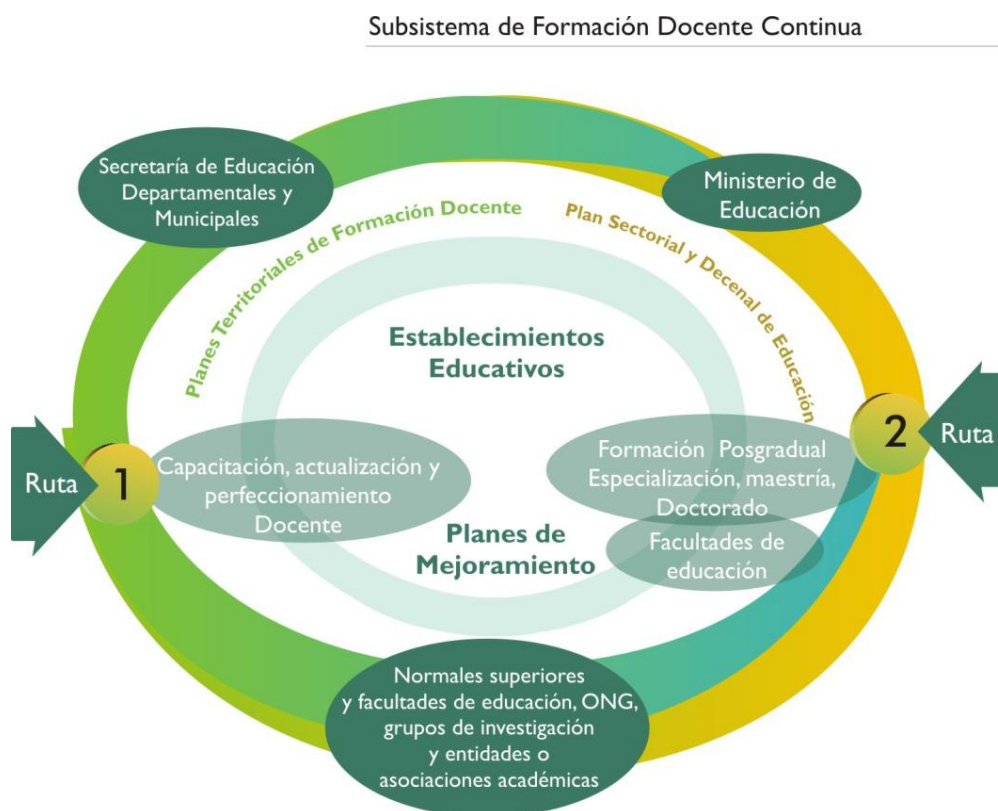 Subsistema de Formación Docente Continua
Secretaría de Educación
Departamentales y
Municipales
Ministerio de
Educación
Planes Territoriales de Formación Docente
Plan Sectorial y Decenal de Educación
Establecimientos
Educativos
Ruta
1
Capacitación, actualización y
perfeccionamiento
Docente
Formación Posgradual
Especialización, maestría,
Doctorado
2
Ruta
Planes de
Mejoramiento
Facultades de
educación
Normales superiores
y facultades de educación, ONG,
grupos de investigación
y entidades o
asociaciones académicas